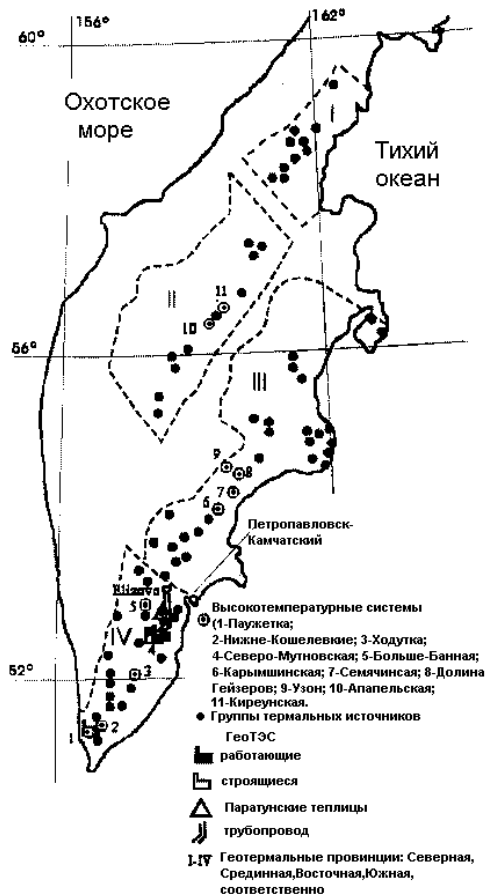 156°
162°
60°
Охотское
море
Тихий
океан
I
II
11
10
56°
III
9
8
7
6
Петропавловск-
Камчатский
Elizovo
5
IV
4
3
52°
2
1
Высокотемпературные системы
(1-Паужетка;
2-Нижне-Кошелевкие; 3-Ходутка;
4-Северо-Мутновская; 5-Больше-Банная;
6-Карымшинская; 7-Семячинсая; 8-Долина
Гейзеров; 9-Узон; 10-Апапельская;
11-Киреунская.
Группы термальных источников
ГеоТЭС
работающие
строящиеся
Паратунские теплицы
трубопровод
I-IV Геотермальные провинции: Северная,
Срединная,Восточная,Южная,
соответственно